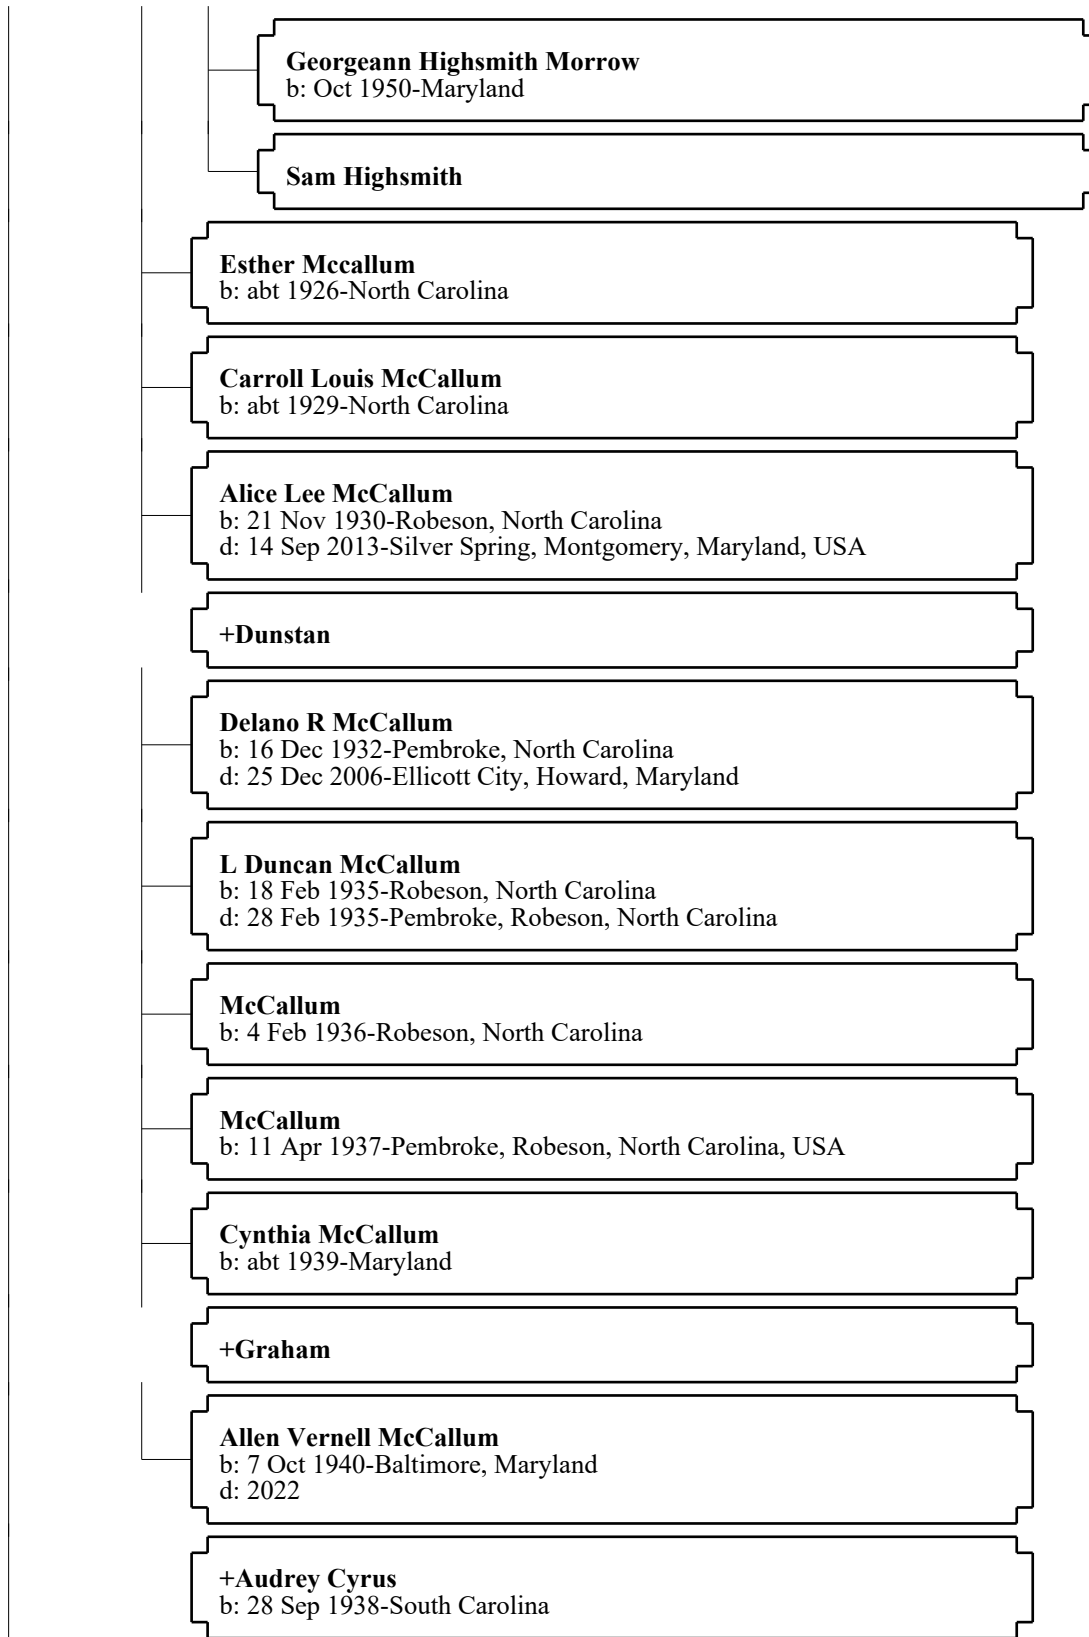 Georgeann Highsmith Morrow
b: Oct 1950-Maryland
Sam Highsmith
Esther Mccallum
b: abt 1926-North Carolina
Carroll Louis McCallum
b: abt 1929-North Carolina
Alice Lee McCallum
b: 21 Nov 1930-Robeson, North Carolina
d: 14 Sep 2013-Silver Spring, Montgomery, Maryland, USA
+Dunstan
Delano R McCallum
b: 16 Dec 1932-Pembroke, North Carolina
d: 25 Dec 2006-Ellicott City, Howard, Maryland
L Duncan McCallum
b: 18 Feb 1935-Robeson, North Carolina
d: 28 Feb 1935-Pembroke, Robeson, North Carolina
McCallum
b: 4 Feb 1936-Robeson, North Carolina
McCallum
b: 11 Apr 1937-Pembroke, Robeson, North Carolina, USA
Cynthia McCallum
b: abt 1939-Maryland
+Graham
Allen Vernell McCallum
b: 7 Oct 1940-Baltimore, Maryland
d: 2022
+Audrey Cyrus
b: 28 Sep 1938-South Carolina